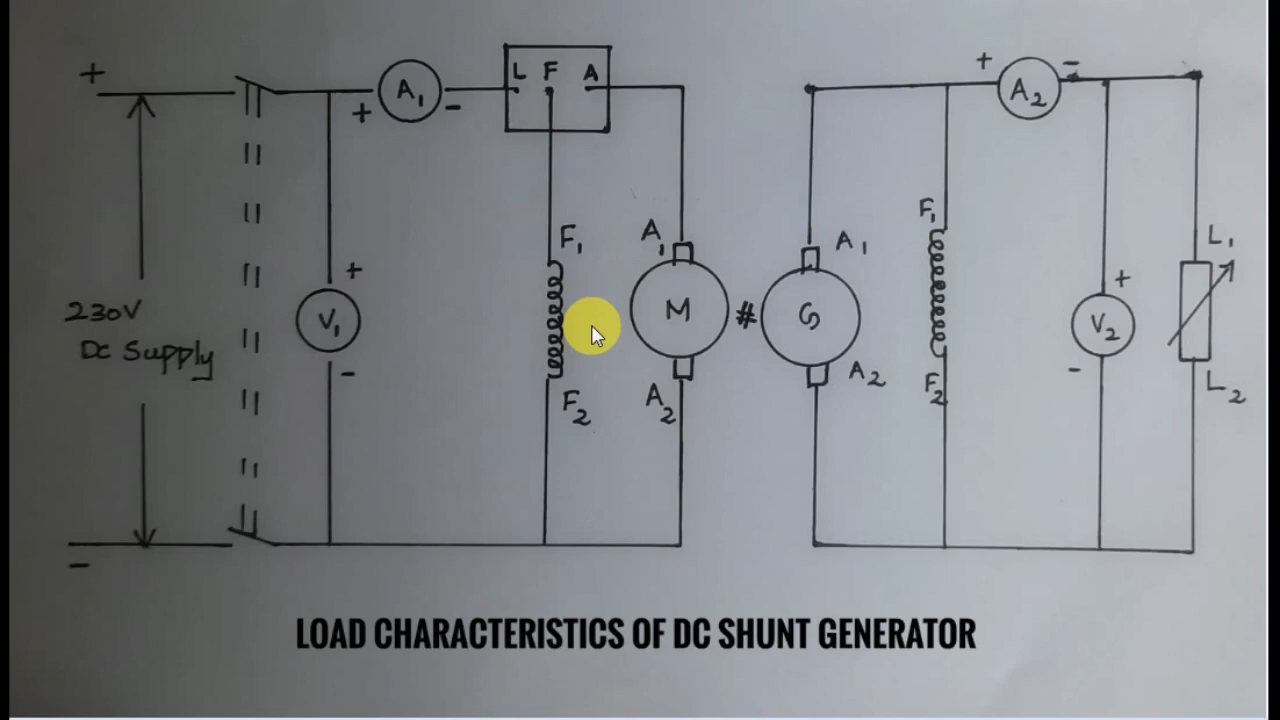 +
230V
DC Supply
-
+ A1 -
L F A
+
V1
-
F1
F2
A1
M
A2
#
A1
G
A2
F1
F2
+ A2 -
+
V2
-
L1
L2
LOAD CHARACTERISTICS OF DC SHUNT GENERATOR